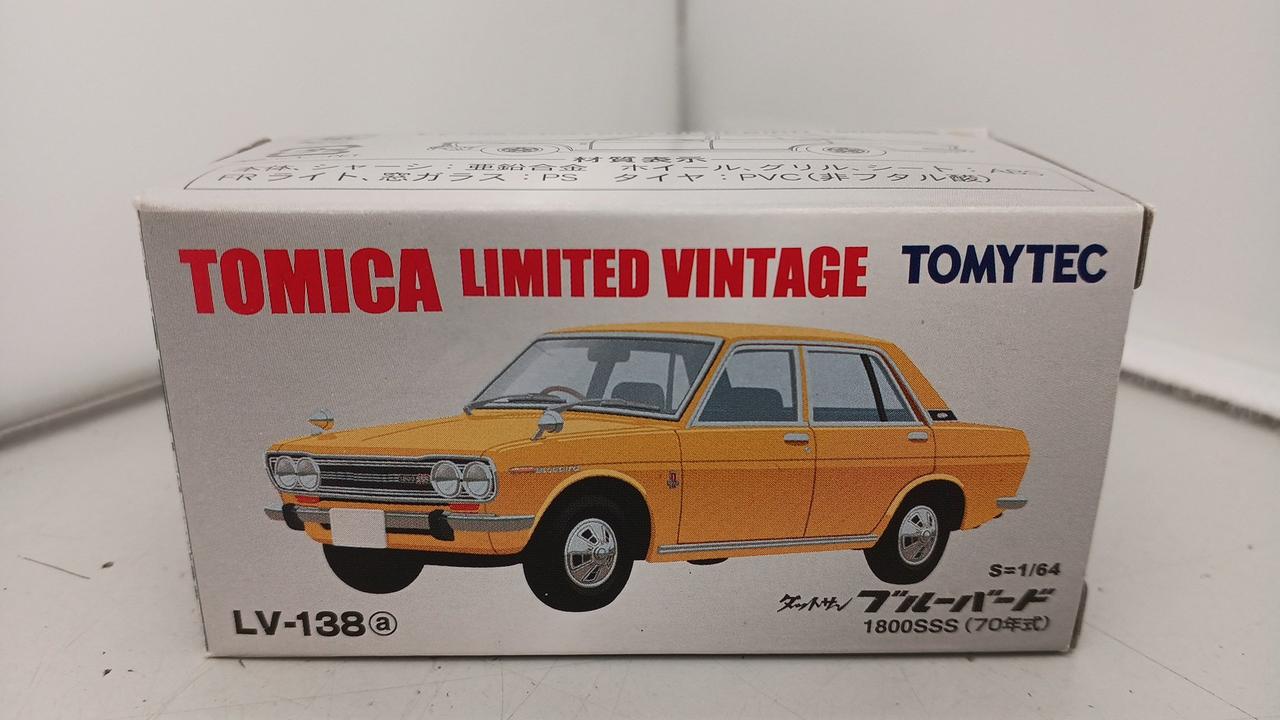 材質表示
本体、シャーシ：亜鉛合金　ホイール、グリル、シート：ABS
ライト、窓ガラス：PS　タイヤ：PVC(非フタル酸)
TOMICA LIMITED VINTAGE TOMYTEC
S=1/64
ダットサン ブルーバード
LV-138ⓐ 1800SSS(70年式)